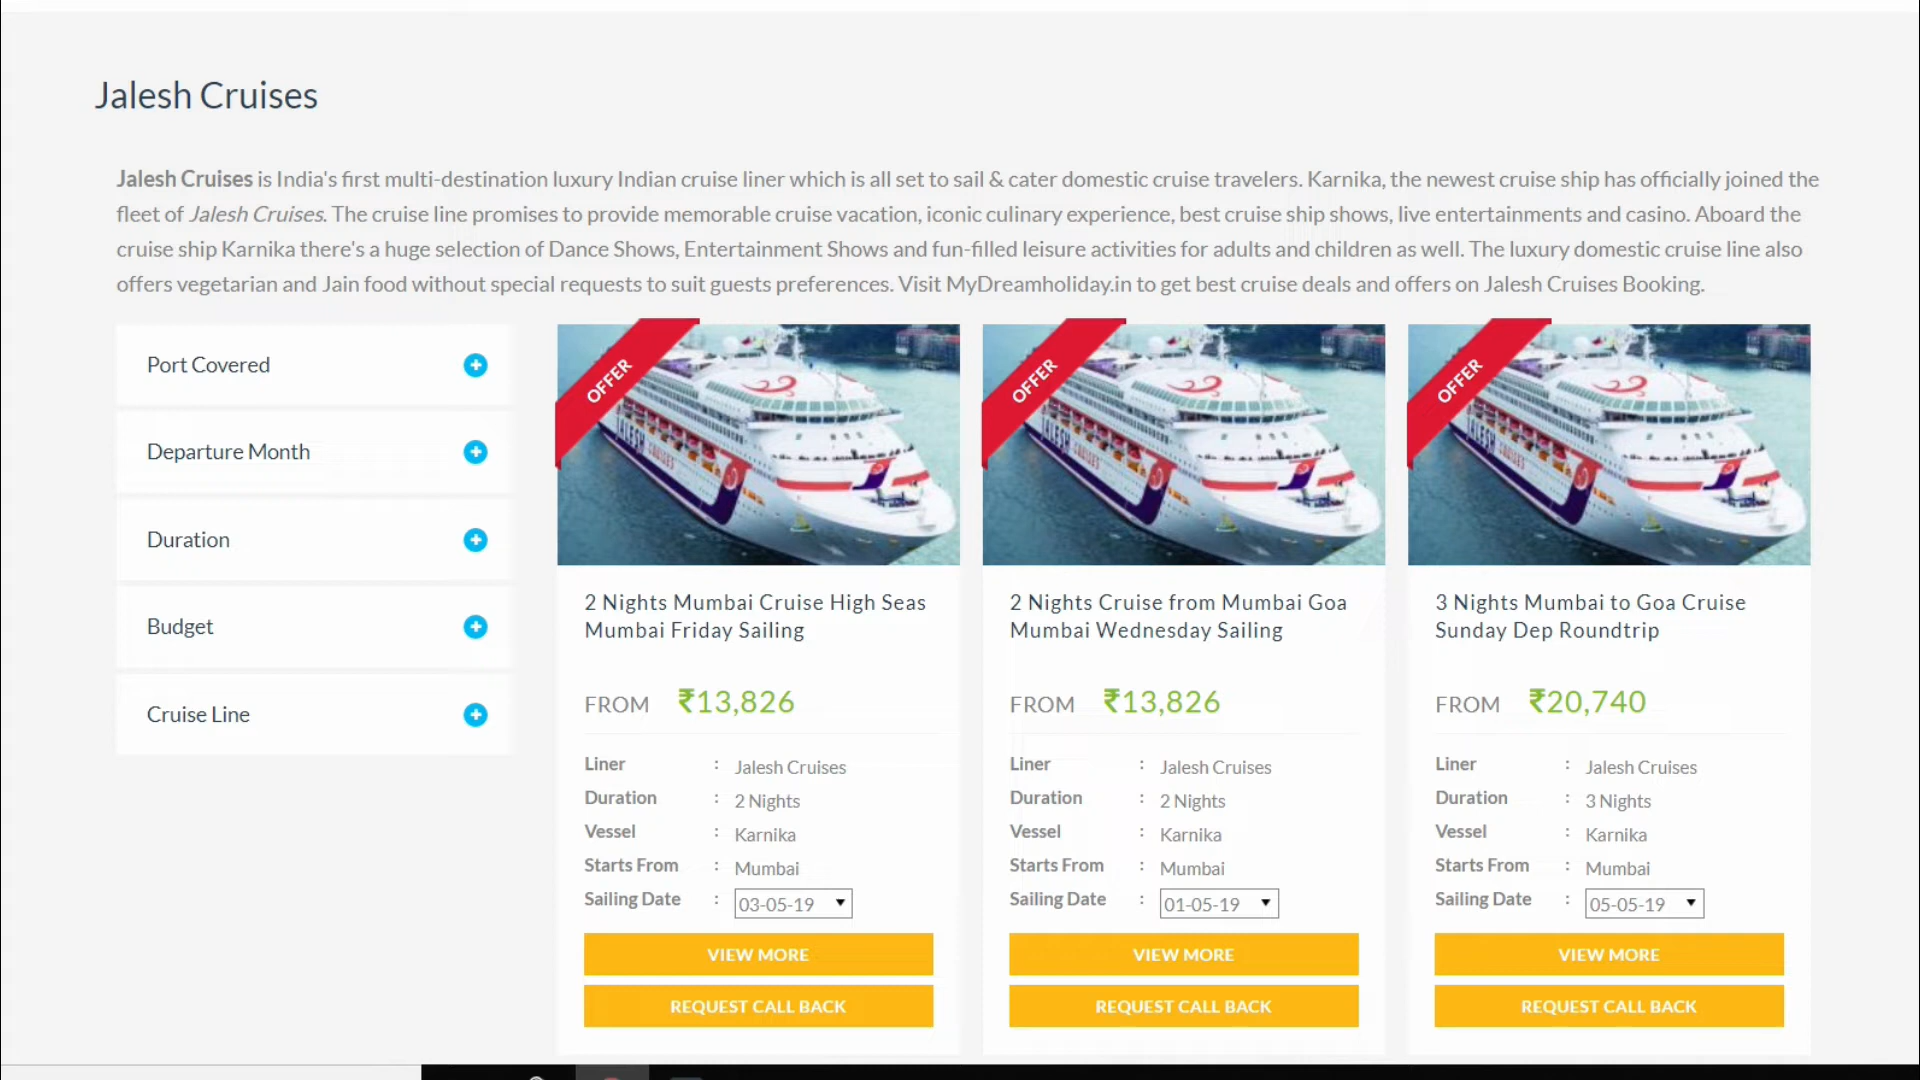 Jalesh Cruises
Jalesh Cruises is India's first multi-destination luxury Indian cruise liner which is all set to sail & cater domestic cruise travelers. Karnika, the newest cruise ship has officially joined the
fleet of Jalesh Cruises. The cruise line promises to provide memorable cruise vacation, iconic culinary experience, best cruise ship shows, live entertainments and casino. Aboard the
cruise ship Karnika there's a huge selection of Dance Shows, Entertainment Shows and fun-filled leisure activities for adults and children as well. The luxury domestic cruise line also
offers vegetarian and Jain food without special requests to suit guests preferences. Visit MyDreamholiday.in to get best cruise deals and offers on Jalesh Cruises Booking.
Port Covered
Departure Month
Duration
Budget
Cruise Line
OFFER
JALESH CRUISES
2 Nights Mumbai Cruise High Seas
Mumbai Friday Sailing
FROM ₹13,826
Liner : Jalesh Cruises
Duration : 2 Nights
Vessel : Karnika
Starts From : Mumbai
Sailing Date : 03-05-19
VIEW MORE
REQUEST CALL BACK
OFFER
JALESH CRUISES
2 Nights Cruise from Mumbai Goa
Mumbai Wednesday Sailing
FROM ₹13,826
Liner : Jalesh Cruises
Duration : 2 Nights
Vessel : Karnika
Starts From : Mumbai
Sailing Date : 01-05-19
VIEW MORE
REQUEST CALL BACK
OFFER
JALESH CRUISES
3 Nights Mumbai to Goa Cruise
Sunday Dep Roundtrip
FROM ₹20,740
Liner : Jalesh Cruises
Duration : 3 Nights
Vessel : Karnika
Starts From : Mumbai
Sailing Date : 05-05-19
VIEW MORE
REQUEST CALL BACK